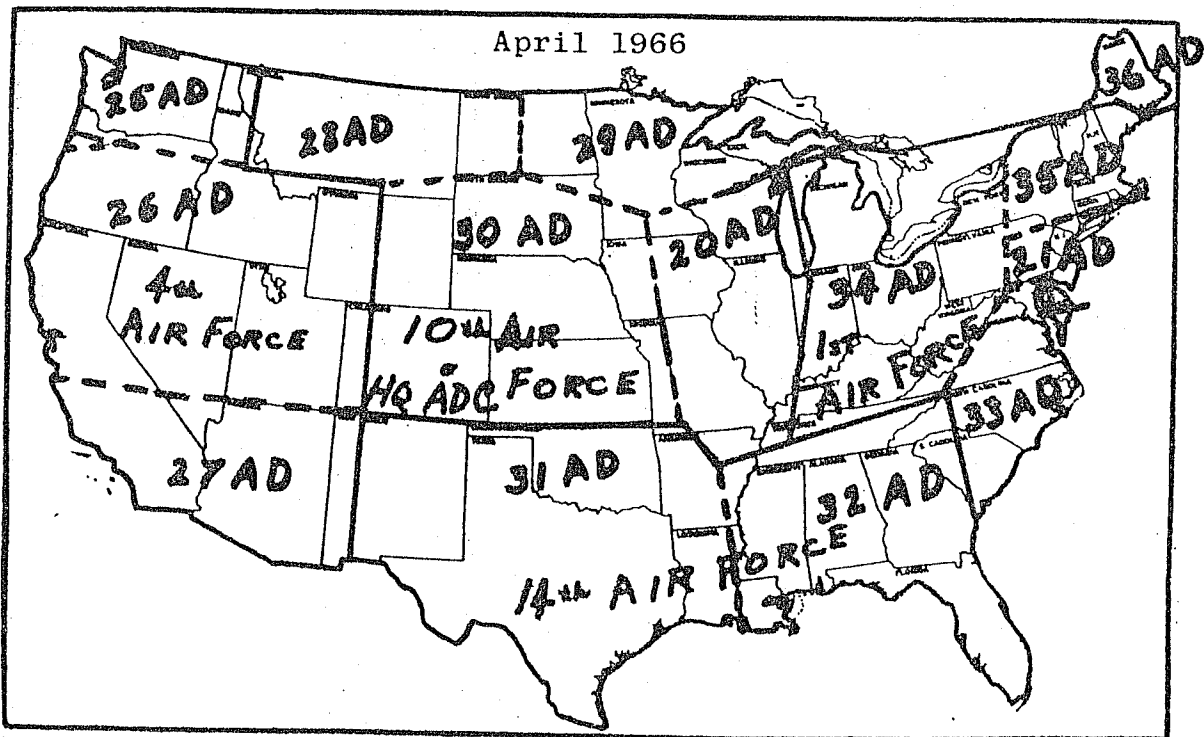 April 1966
36 AD
25 AD
28 AD
29 AD
35 AD
26 AD
30 AD
20 AD
21 AD
34 AD
4th
AIR FORCE
10th AIR
FORCE
HQ ADC
1ST
AIR FORCE
33 AD
27 AD
31 AD
32 AD
14th AIR FORCE